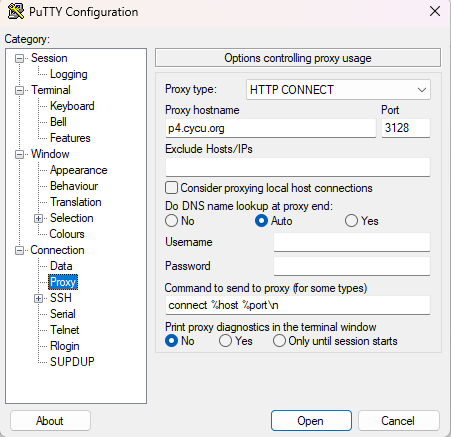 PuTTY Configuration
Category:
Session
Logging
Terminal
Keyboard
Bell
Features
Window
Appearance
Behaviour
Translation
Selection
Colours
Connection
Data
Proxy
SSH
Serial
Telnet
Rlogin
SUPDUP
Options controlling proxy usage
Proxy type: HTTP CONNECT
Proxy hostname Port
p4.cycu.org 3128
Exclude Hosts/IPs
Consider proxying local host connections
Do DNS name lookup at proxy end:
No Auto Yes
Username
Password
Command to send to proxy (for some types)
connect %host %port\n
Print proxy diagnostics in the terminal window
No Yes Only until session starts
About Open Cancel